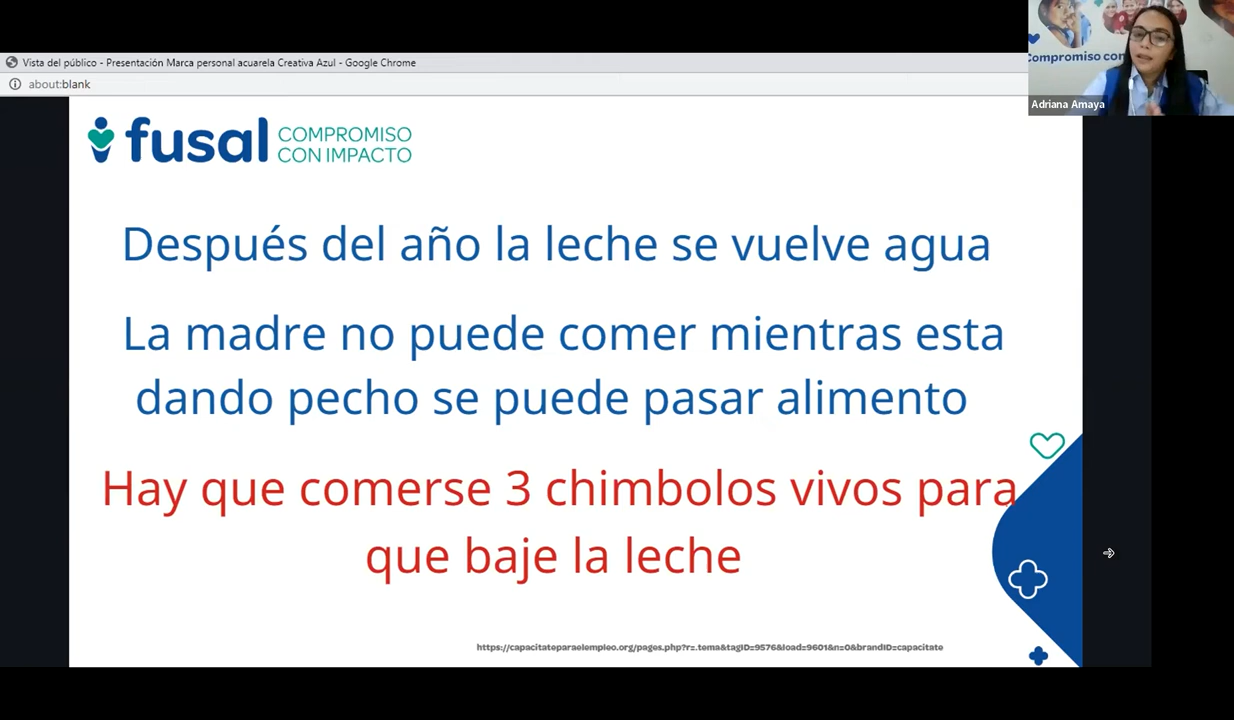 Vista del público - Presentación Marca personal acuarela Creativa Azul - Google Chrome
about:blank
Compromiso con
Adriana Amaya
fusal COMPROMISO
CON IMPACTO
Después del año la leche se vuelve agua
La madre no puede comer mientras esta
dando pecho se puede pasar alimento
Hay que comerse 3 chimbolos vivos para
que baje la leche
https://capacitateparaelempleo.org/pages.php?r=.tema&tagID=9576&load=9601&n=0&brandID=capacitate